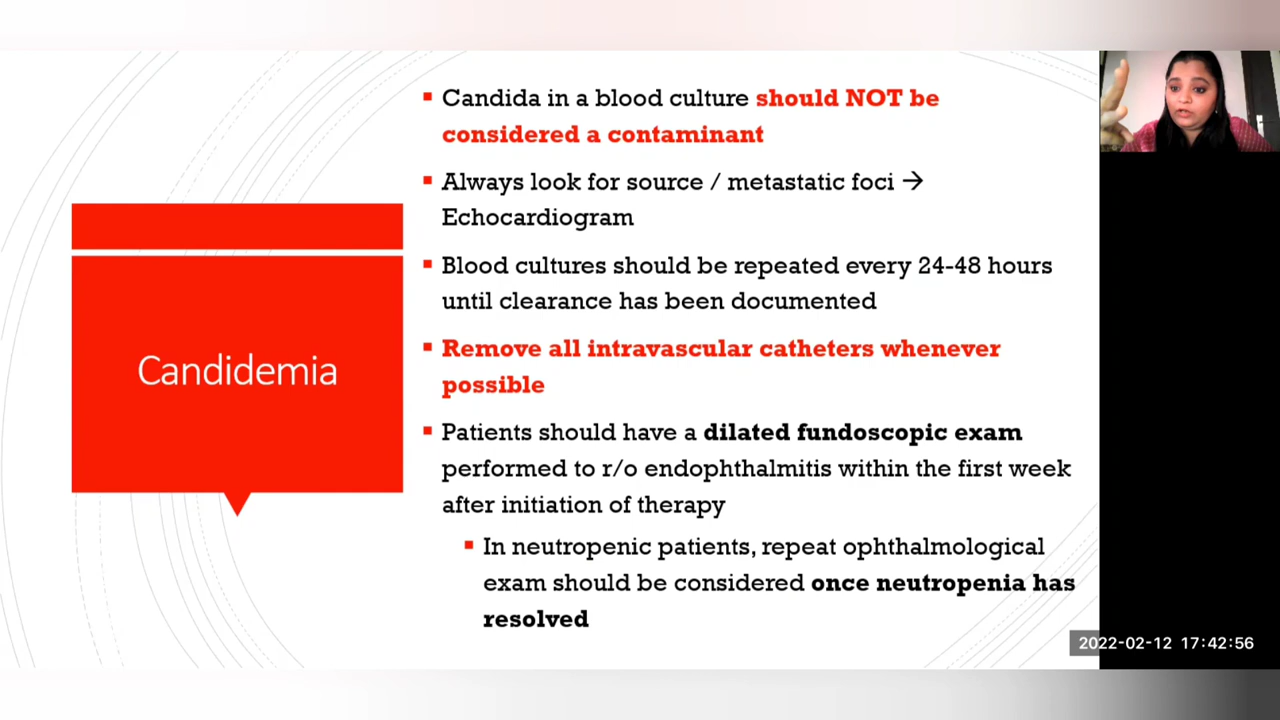 Candidemia
Candida in a blood culture should NOT be
considered a contaminant
Always look for source / metastatic foci →
Echocardiogram
Blood cultures should be repeated every 24-48 hours
until clearance has been documented
Remove all intravascular catheters whenever
possible
Patients should have a dilated fundoscopic exam
performed to r/o endophthalmitis within the first week
after initiation of therapy
In neutropenic patients, repeat ophthalmological
exam should be considered once neutropenia has
resolved
2022-02-12 17:42:56